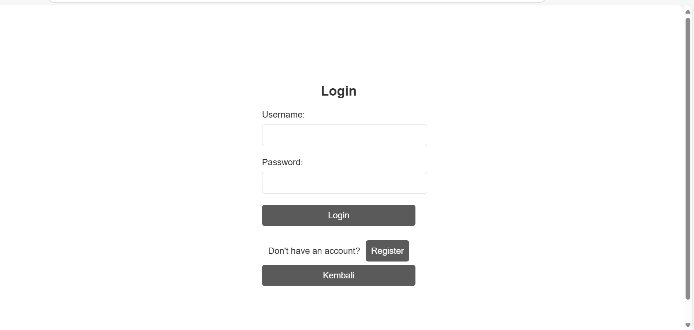 Login
Username:
Password:
Login
Don't have an account? Register
Kembali